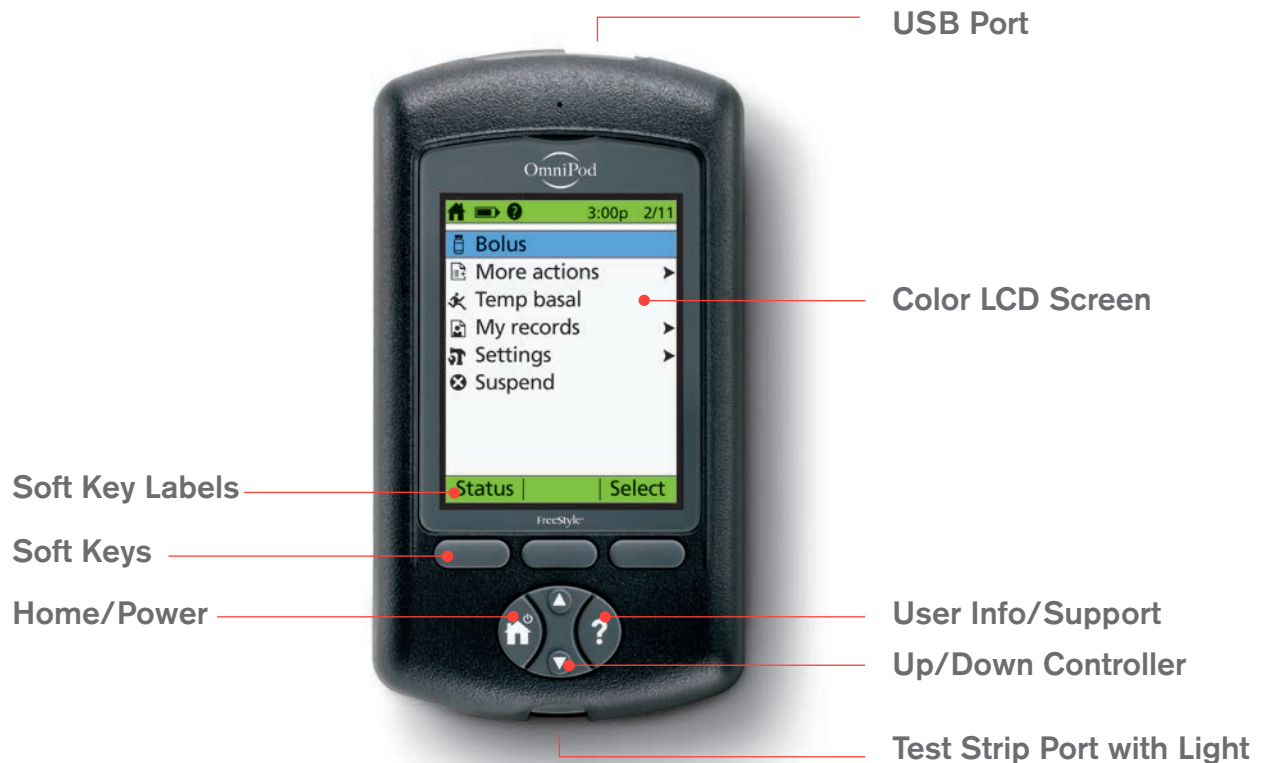 USB Port
OmniPod
3:00p 2/11
Bolus
More actions
Color LCD Screen
Temp basal
My records
Settings
Suspend
Soft Key Labels
Status | | Select
FreeStyle
Soft Keys
Home/Power
?
User Info/Support
Up/Down Controller
Test Strip Port with Light